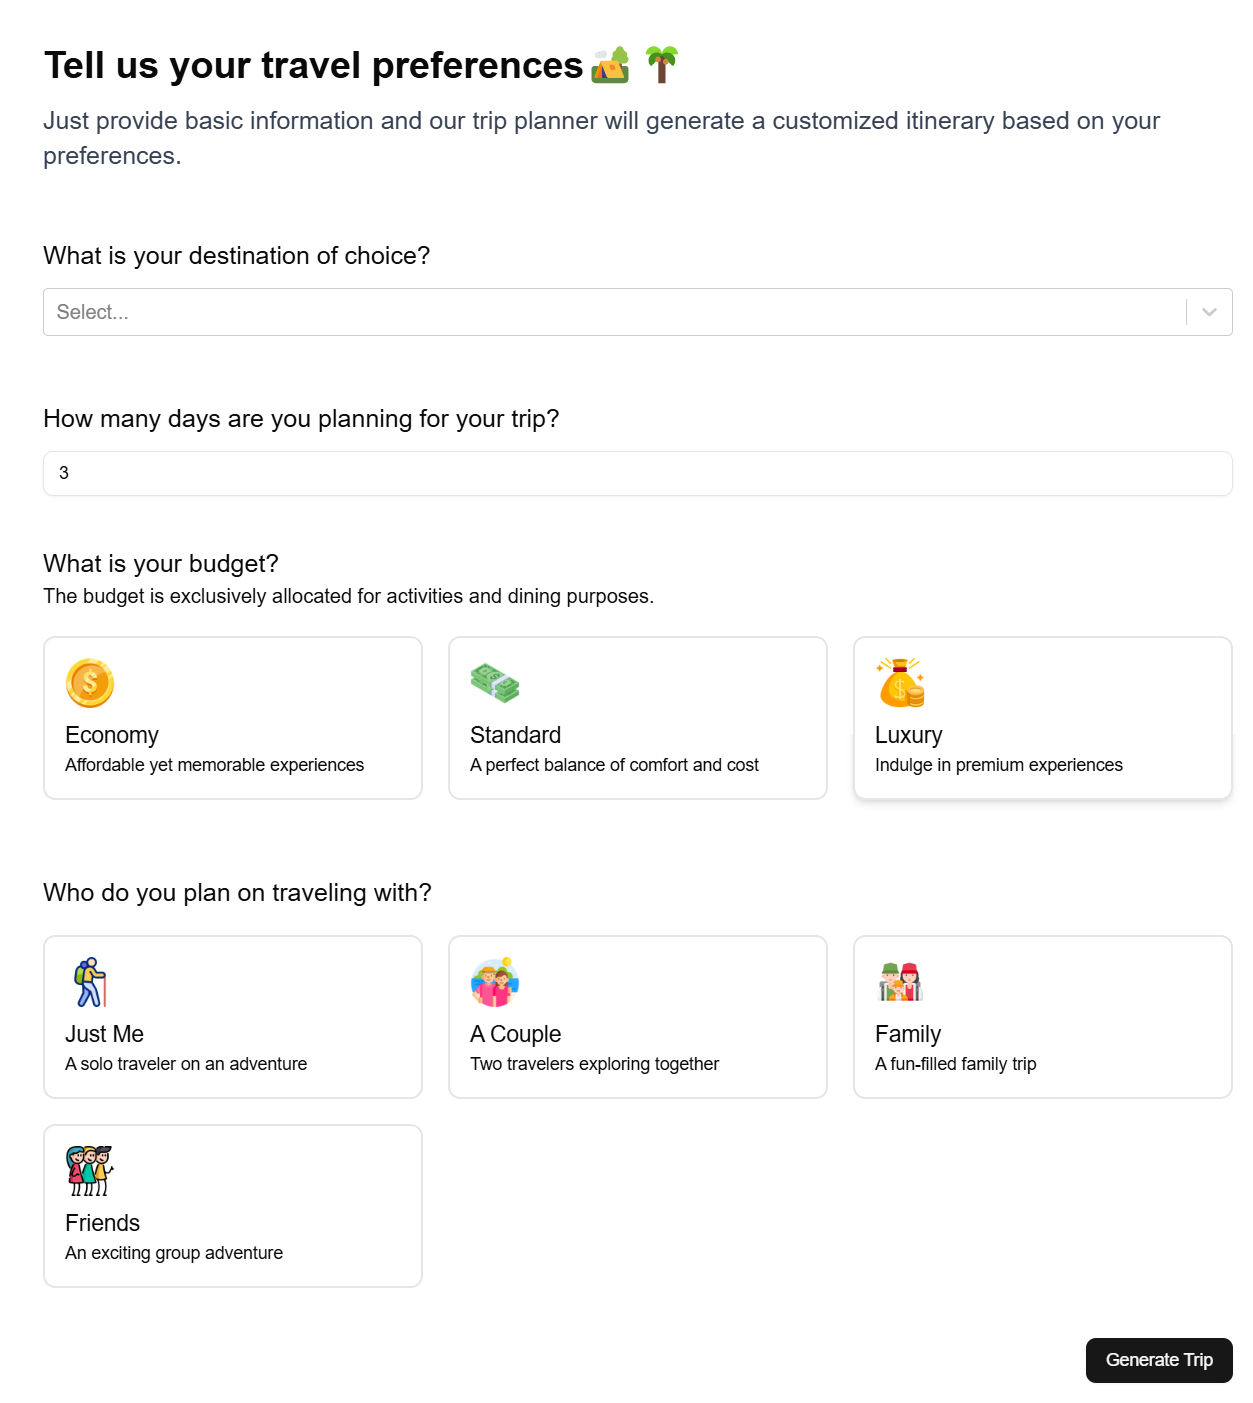 Tell us your travel preferences🏕️🌴
Just provide basic information and our trip planner will generate a customized itinerary based on your
preferences.
What is your destination of choice?
Select...
How many days are you planning for your trip?
3
What is your budget?
The budget is exclusively allocated for activities and dining purposes.
Economy
Affordable yet memorable experiences
Standard
A perfect balance of comfort and cost
Luxury
Indulge in premium experiences
Who do you plan on traveling with?
Just Me
A solo traveler on an adventure
A Couple
Two travelers exploring together
Family
A fun-filled family trip
Friends
An exciting group adventure
Generate Trip